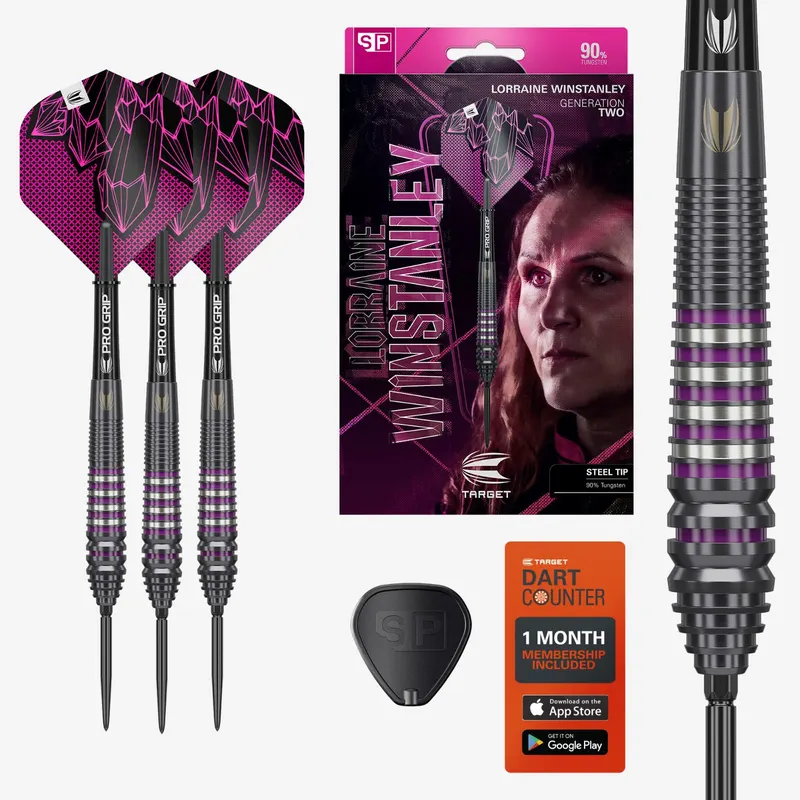 SP
90%
TUNGSTEN
LORRAINE WINSTANLEY
GENERATION
TWO
LORRAINE
WINSTANLEY
PRO GRIP
TARGET
STEEL TIP
90% Tungsten
PRO GRIP
PRO GRIP
PRO GRIP
SP
TARGET
DART
COUNTER
1 MONTH
MEMBERSHIP
INCLUDED
Download on the
App Store
GET IT ON
Google Play